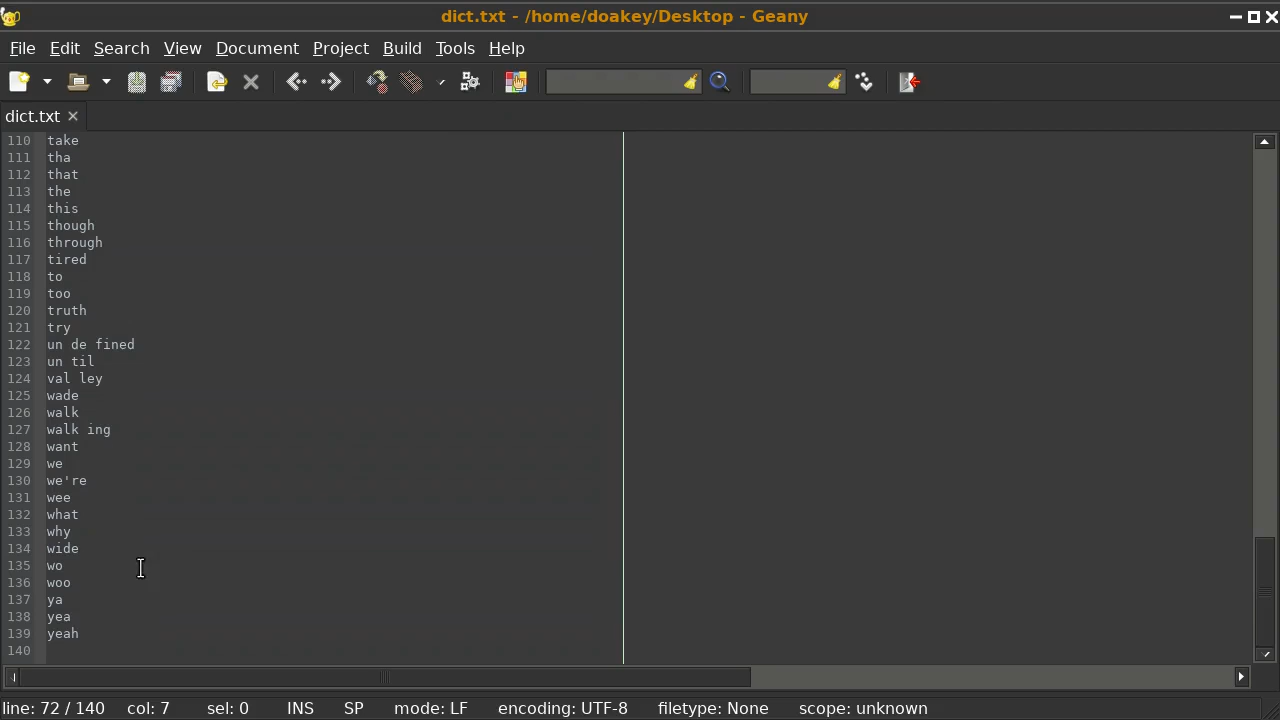 dict.txt - /home/doakey/Desktop - Geany
File Edit Search View Document Project Build Tools Help
dict.txt
110 take
111 tha
112 that
113 the
114 this
115 though
116 through
117 tired
118 to
119 too
120 truth
121 try
122 un de fined
123 un til
124 val ley
125 wade
126 walk
127 walk ing
128 want
129 we
130 we're
131 wee
132 what
133 why
134 wide
135 wo
136 woo
137 ya
138 yea
139 yeah
140
line: 72 / 140 col: 7 sel: 0 INS SP mode: LF encoding: UTF-8 filetype: None scope: unknown